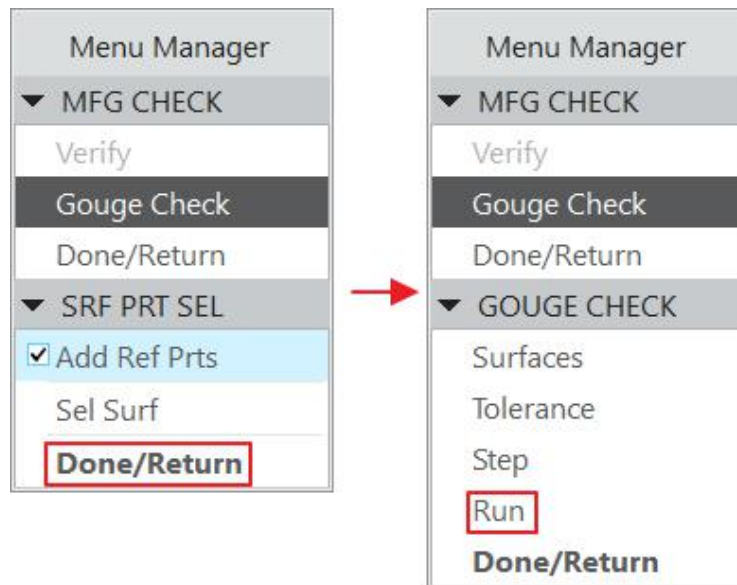 Menu Manager
MFG CHECK
Verify
Gouge Check
Done/Return
SRF PRT SEL
Add Ref Prts
Sel Surf
Done/Return
Menu Manager
MFG CHECK
Verify
Gouge Check
Done/Return
GOUGE CHECK
Surfaces
Tolerance
Step
Run
Done/Return